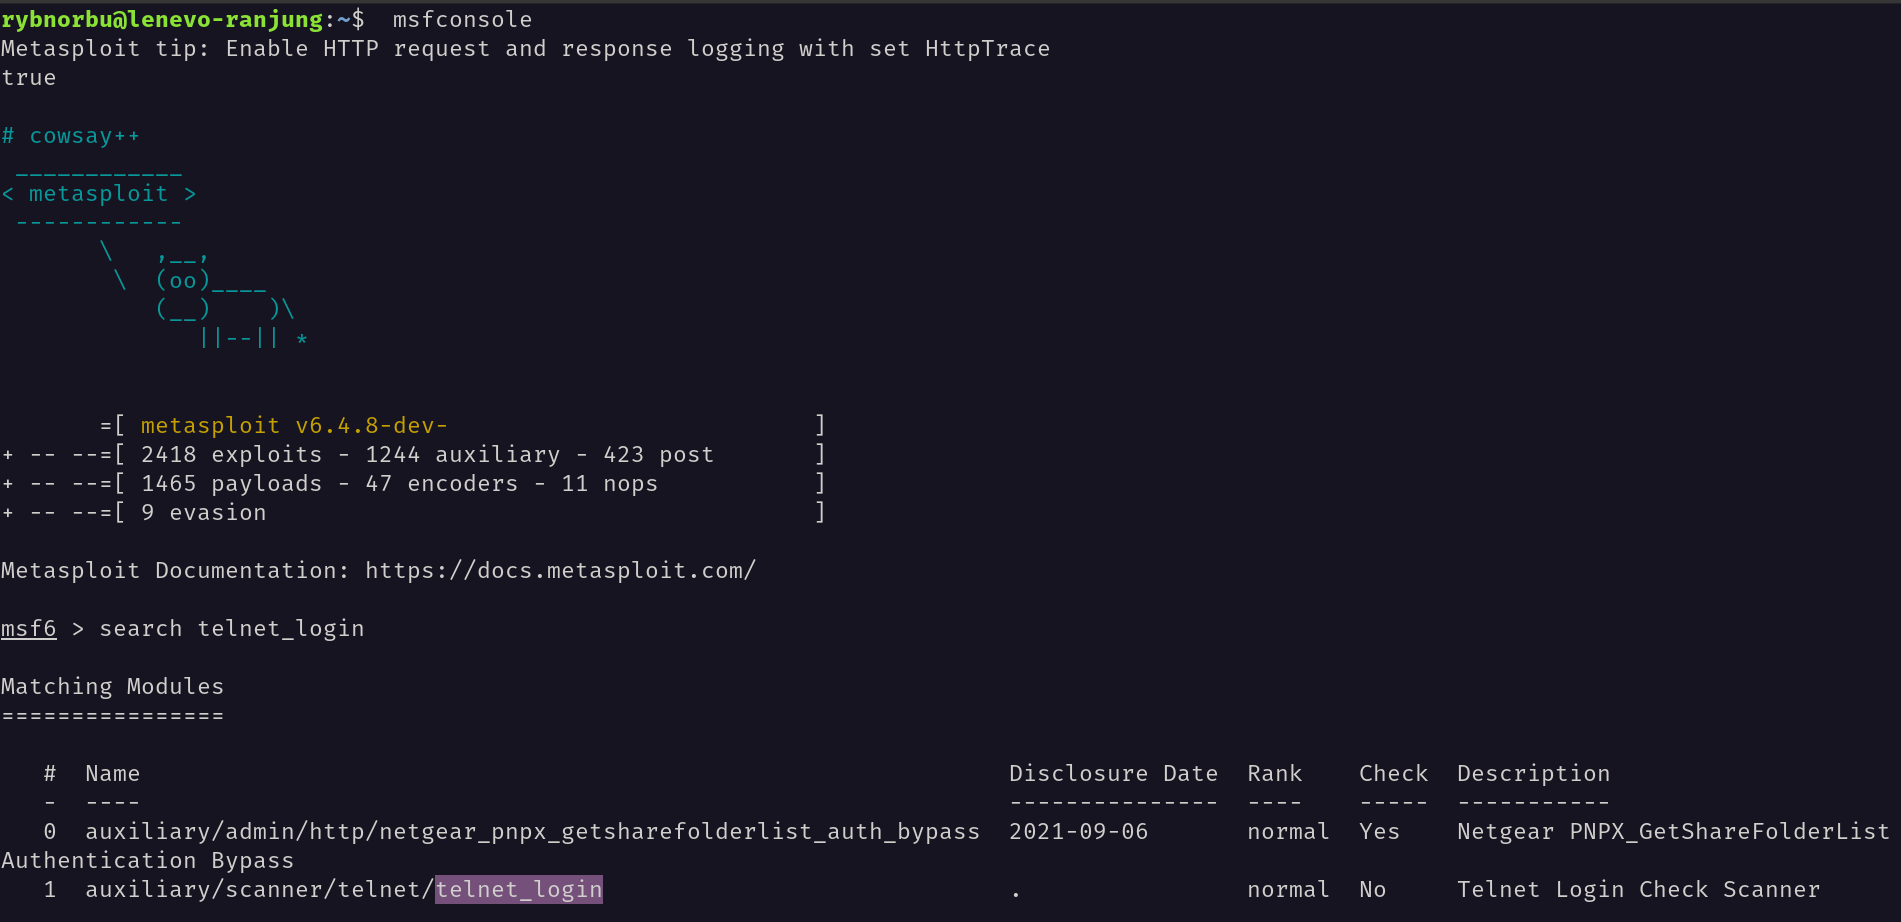 rybnorbu@lenevo-ranjung:~$  msfconsole
Metasploit tip: Enable HTTP request and response logging with set HttpTrace
true

# cowsay++
 ____________
< metasploit >
 ------------
       \   ,__,
        \  (oo)____
           (__)    )\
              ||--|| *


       =[ metasploit v6.4.8-dev-                          ]
+ -- --=[ 2418 exploits - 1244 auxiliary - 423 post       ]
+ -- --=[ 1465 payloads - 47 encoders - 11 nops           ]
+ -- --=[ 9 evasion                                       ]

Metasploit Documentation: https://docs.metasploit.com/

msf6 > search telnet_login

Matching Modules
================

   #  Name                                                              Disclosure Date  Rank    Check  Description
   -  ----                                                              ---------------  ----    -----  -----------
   0  auxiliary/admin/http/netgear_pnpx_getsharefolderlist_auth_bypass  2021-09-06       normal  Yes    Netgear PNPX_GetShareFolderList
Authentication Bypass
   1  auxiliary/scanner/telnet/telnet_login                             .                normal  No     Telnet Login Check Scanner